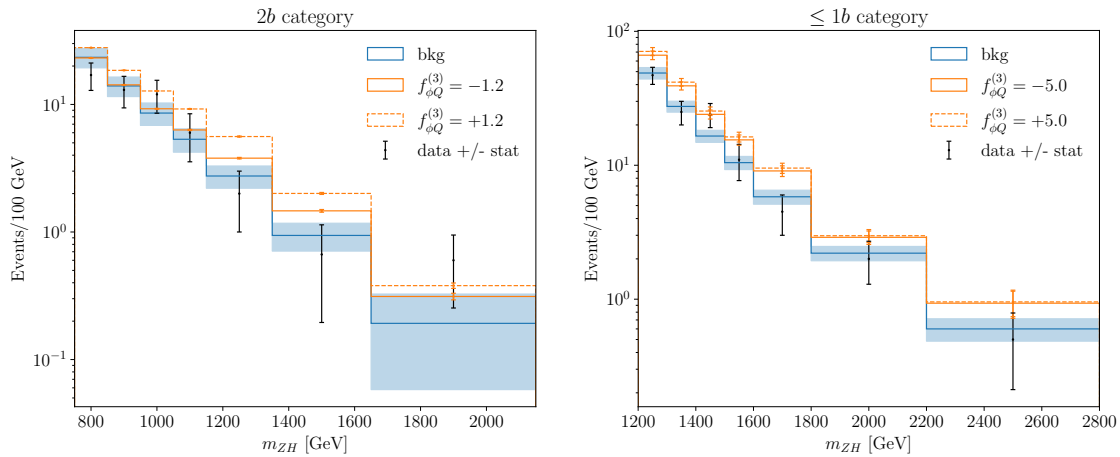 2b category
bkg
f_{ϕQ}^{(3)} = −1.2
f_{ϕQ}^{(3)} = +1.2
data +/- stat
Events/100 GeV
10^1
10^0
10^{−1}
800 1000 1200 1400 1600 1800 2000
m_{ZH} [GeV]
≤ 1b category
bkg
f_{ϕQ}^{(3)} = −5.0
f_{ϕQ}^{(3)} = +5.0
data +/- stat
Events/100 GeV
10^2
10^1
10^0
1200 1400 1600 1800 2000 2200 2400 2600 2800
m_{ZH} [GeV]